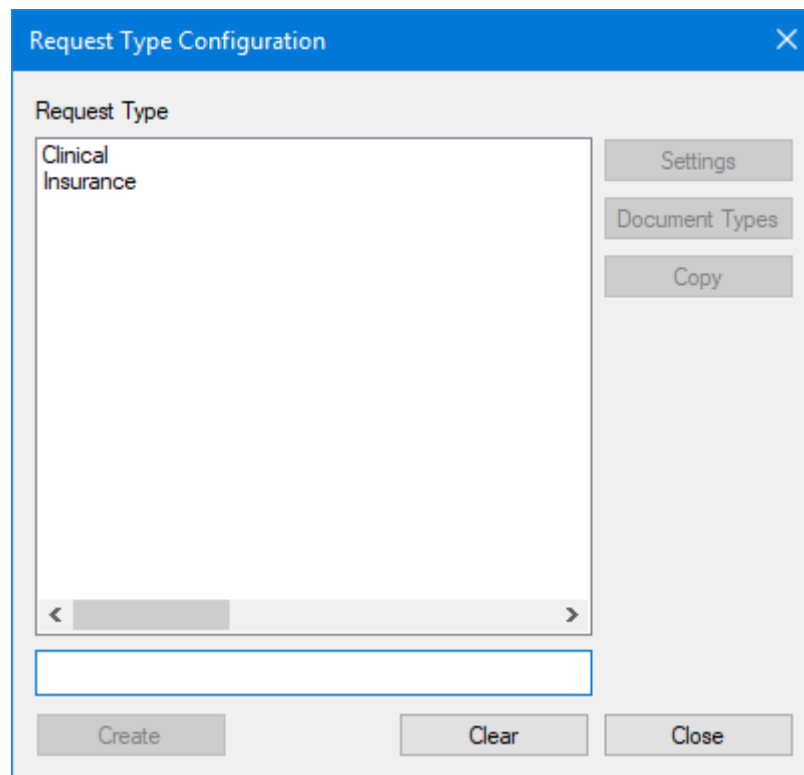 Request Type Configuration
Request Type
Clinical
Insurance
Settings
Document Types
Copy
Create
Clear
Close